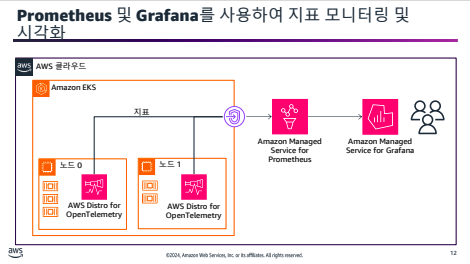 Prometheus 및 Grafana를 사용하여 지표 모니터링 및
시각화
aws
AWS 클라우드
Amazon EKS
지표
노드 0
노드 1
AWS Distro for
OpenTelemetry
AWS Distro for
OpenTelemetry
Amazon Managed
Service for
Prometheus
Amazon Managed
Service for Grafana
aws
©2024, Amazon Web Services, Inc. or its affiliates. All rights reserved.
12